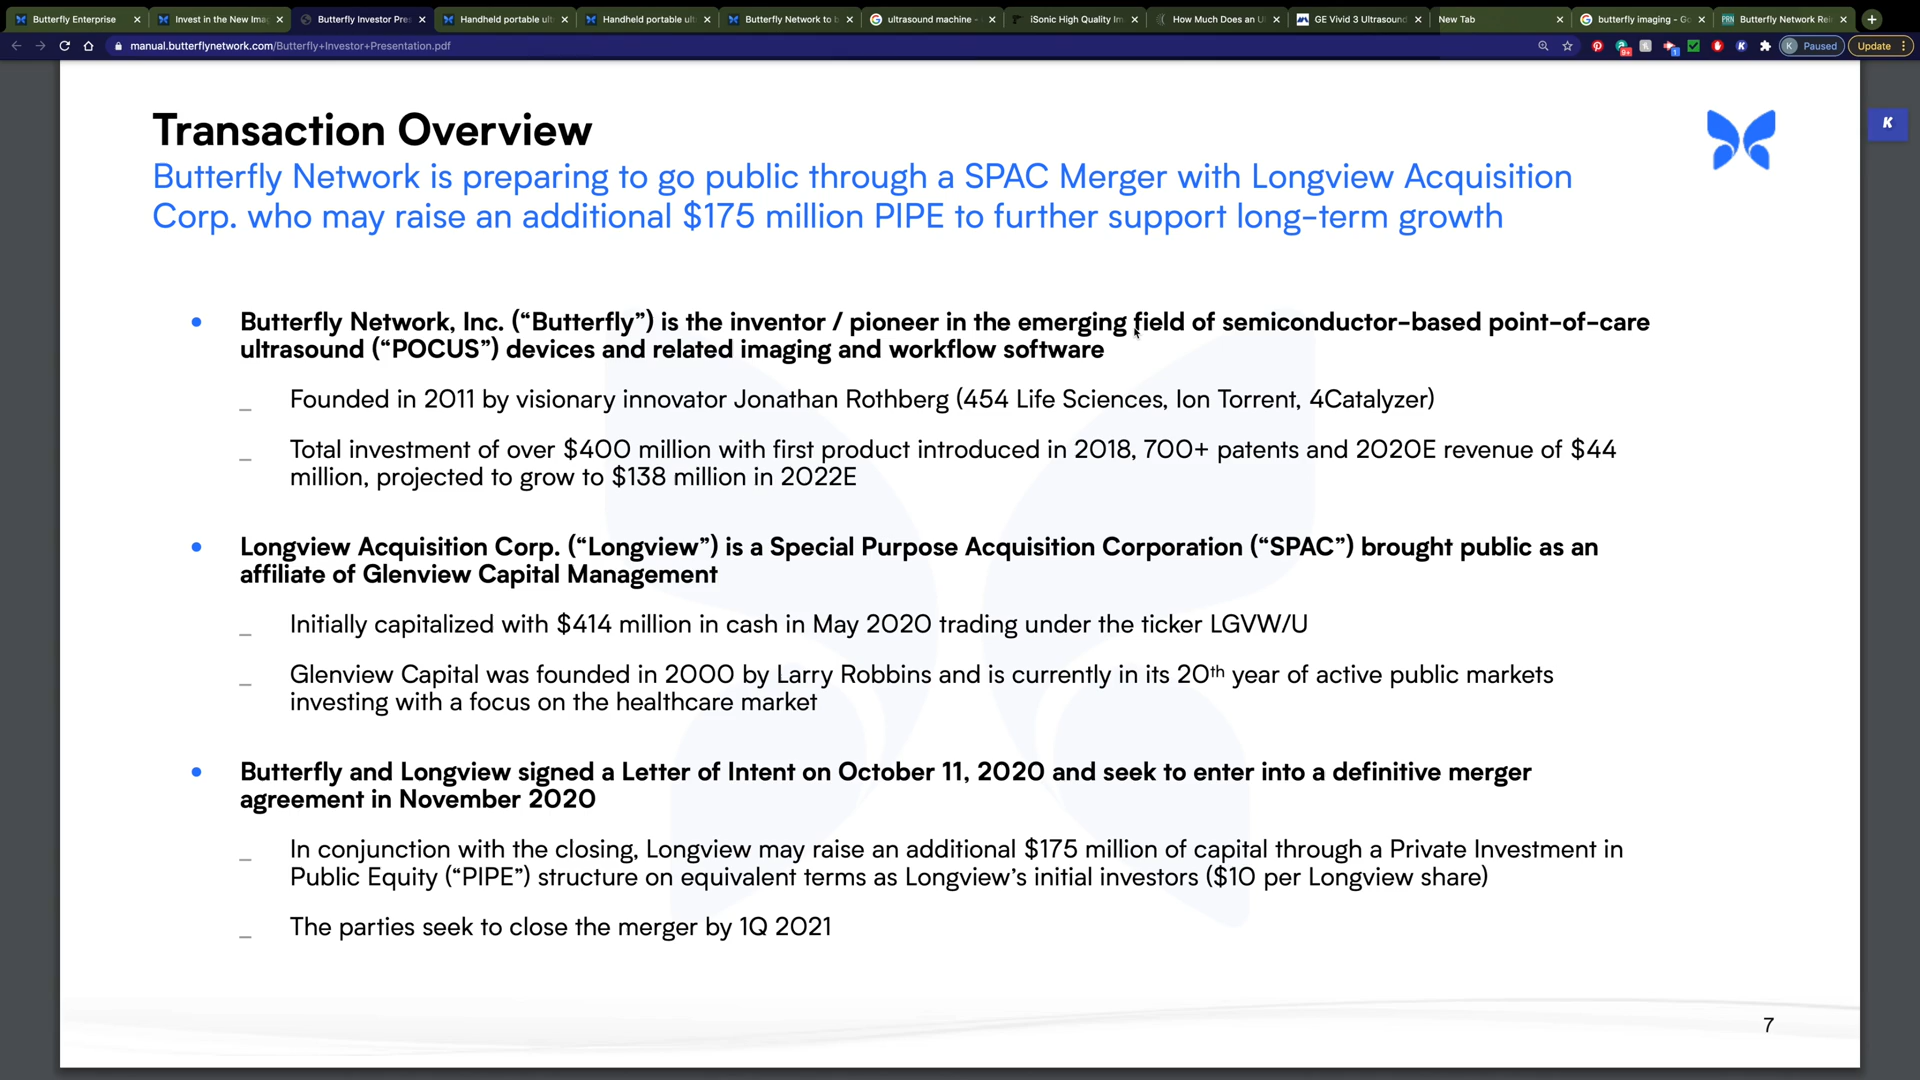 Butterfly Enterprise
Invest in the New Ima
Butterfly Investor Pre
Handheld portable ult
Handheld portable ult
Butterfly Network to b
ultrasound machine -
iSonic High Quality Im
How Much Does an U
GE Vivid 3 Ultrasound
New Tab
butterfly imaging - Go
PRN
Butterfly Network Rel
manual.butterflynetwork.com/Butterfly+Investor+Presentation.pdf
K Paused
Update
Transaction Overview
K
Butterfly Network is preparing to go public through a SPAC Merger with Longview Acquisition
Corp. who may raise an additional $175 million PIPE to further support long-term growth
• Butterfly Network, Inc. (“Butterfly”) is the inventor / pioneer in the emerging field of semiconductor-based point-of-care
ultrasound (“POCUS”) devices and related imaging and workflow software
– Founded in 2011 by visionary innovator Jonathan Rothberg (454 Life Sciences, Ion Torrent, 4Catalyzer)
– Total investment of over $400 million with first product introduced in 2018, 700+ patents and 2020E revenue of $44
million, projected to grow to $138 million in 2022E
• Longview Acquisition Corp. (“Longview”) is a Special Purpose Acquisition Corporation (“SPAC”) brought public as an
affiliate of Glenview Capital Management
– Initially capitalized with $414 million in cash in May 2020 trading under the ticker LGVW/U
– Glenview Capital was founded in 2000 by Larry Robbins and is currently in its 20th year of active public markets
investing with a focus on the healthcare market
• Butterfly and Longview signed a Letter of Intent on October 11, 2020 and seek to enter into a definitive merger
agreement in November 2020
– In conjunction with the closing, Longview may raise an additional $175 million of capital through a Private Investment in
Public Equity (“PIPE”) structure on equivalent terms as Longview’s initial investors ($10 per Longview share)
– The parties seek to close the merger by 1Q 2021
7